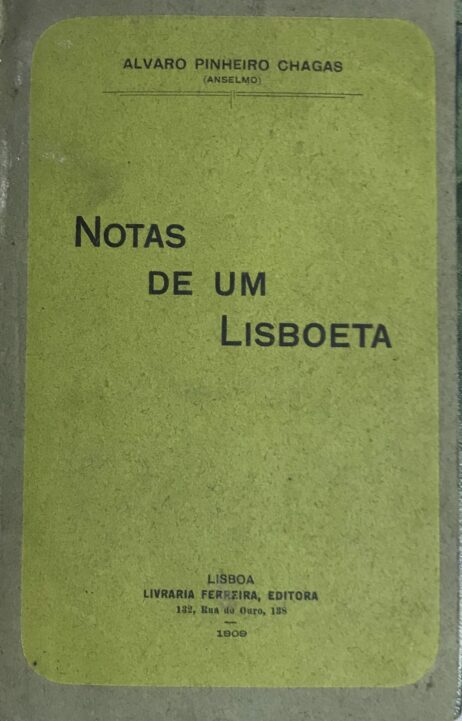 ALVARO PINHEIRO CHAGAS
(ANSELMO)
NOTAS
DE UM
LISBOETA
LISBOA
LIVRARIA FERREIRA, EDITORA
132, Rua do Ouro, 138
1909